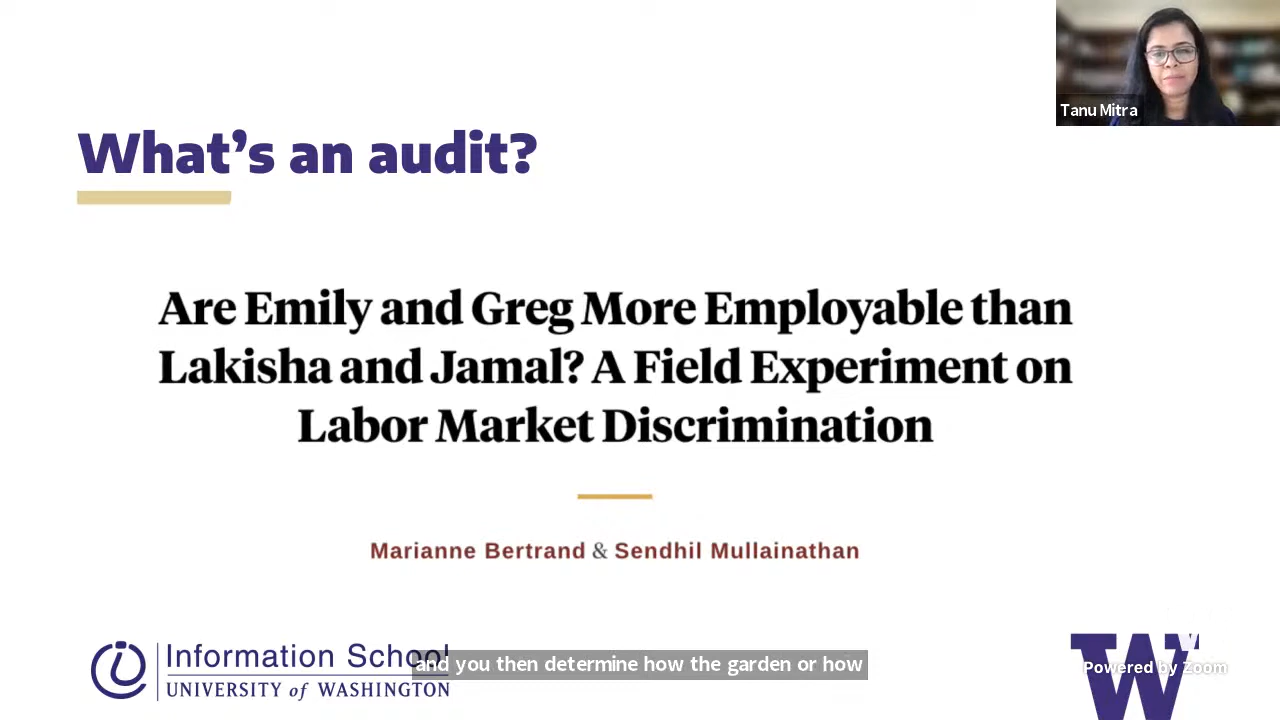 Tanu Mitra
What's an audit?
Are Emily and Greg More Employable than
Lakisha and Jamal? A Field Experiment on
Labor Market Discrimination
Marianne Bertrand & Sendhil Mullainathan
Information School
UNIVERSITY of WASHINGTON
and you then determine how the garden or how
W
Powered by Zoom